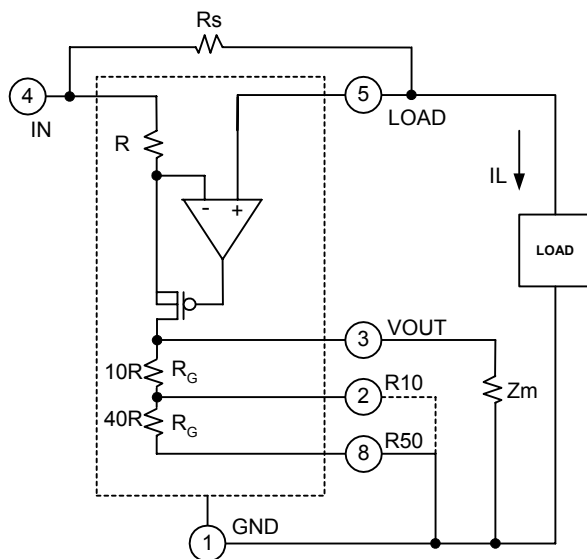 Rs
4
IN
5
LOAD
R
IL
- +
LOAD
3
VOUT
10R RG
2
R10
Zm
40R RG
8
R50
1
GND